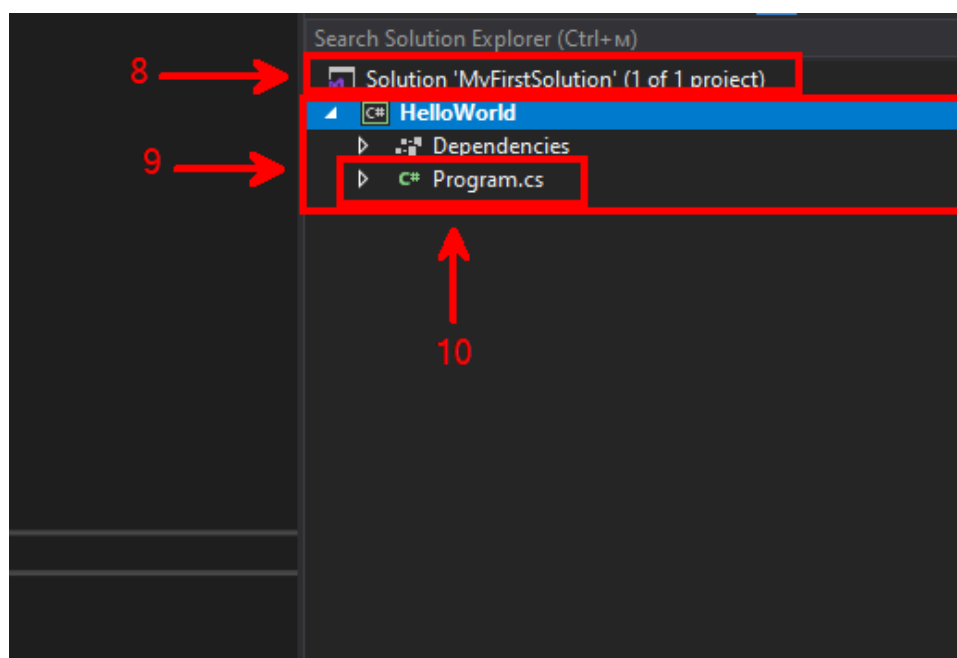 Search Solution Explorer (Ctrl+м)
8
Solution 'MyFirstSolution' (1 of 1 project)
C# HelloWorld
Dependencies
9
C# Program.cs
10